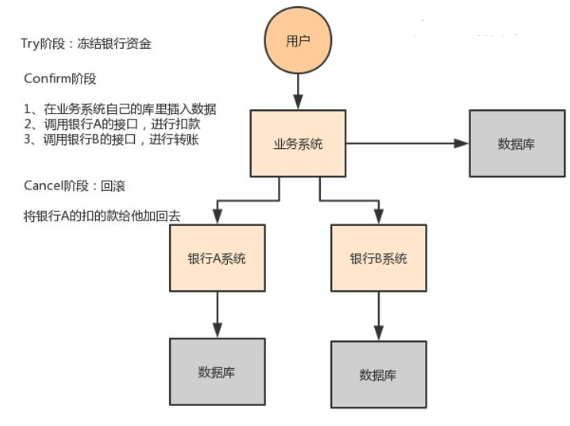 用户
Try阶段：冻结银行资金
Confirm阶段
1、在业务系统自己的库里插入数据
2、调用银行A的接口，进行扣款
3、调用银行B的接口，进行转账
业务系统
数据库
Cancel阶段：回滚
将银行A的扣的款给他加回去
银行A系统
银行B系统
数据库
数据库